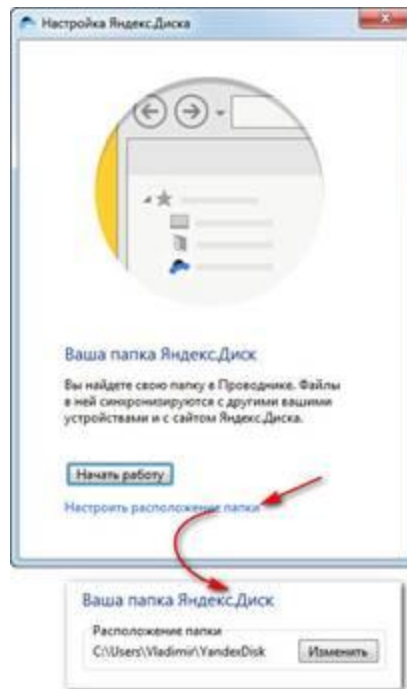 Настройка Яндекс.Диска
Ваша папка Яндекс.Диск
Вы найдете свою папку в Проводнике. Файлы
в ней синхронизируются с другими вашими
устройствами и с сайтом Яндекс.Диска.
Начать работу
Настроить расположение папки
Ваша папка Яндекс.Диск
Расположение папки
C:\Users\Vladimir\YandexDisk
Изменить